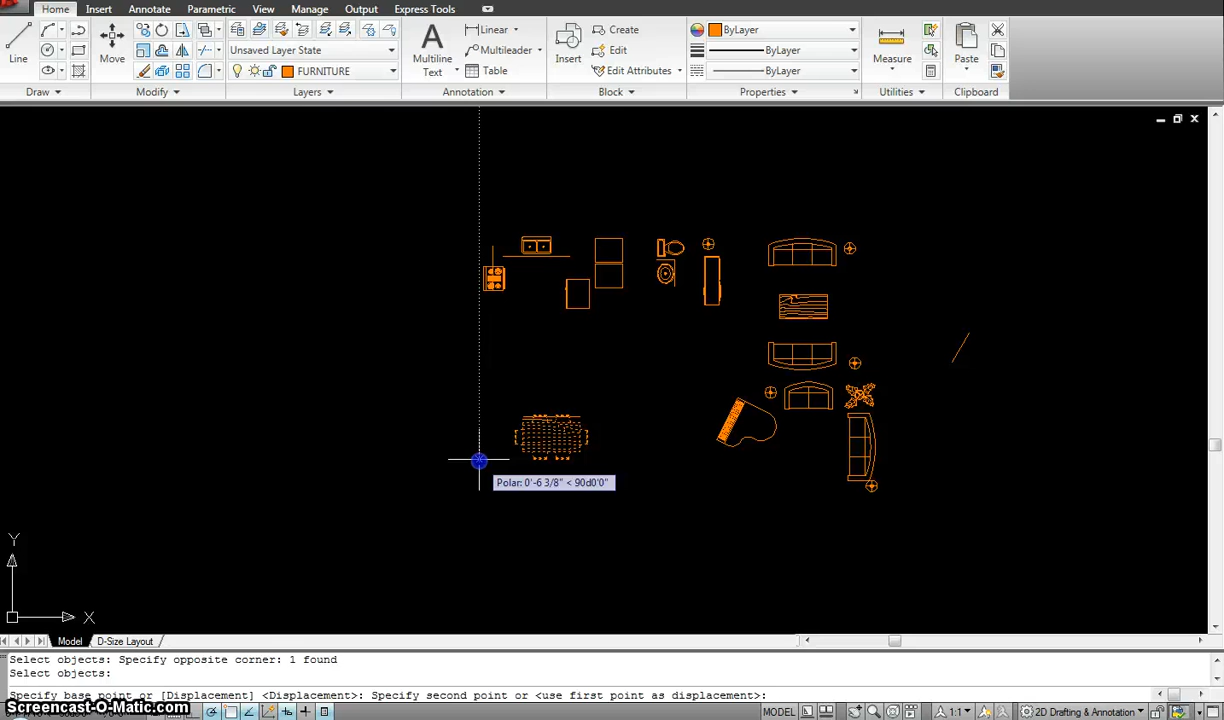 Home Insert Annotate Parametric View Manage Output Express Tools
Line
Move
Unsaved Layer State
FURNITURE
Multiline
Text
Linear
Multileader
Table
Insert
Create
Edit
Edit Attributes
ByLayer
ByLayer
ByLayer
Measure
Paste
Draw Modify Layers Annotation Block Properties Utilities Clipboard
Polar: 0'-6 3/8" < 90d0'0"
Y
X
Model D-Size Layout
Select objects: Specify opposite corner: 1 found
Select objects:
Specify base point or [Displacement] <Displacement>: Specify second point or <use first point as displacement>:
Screencast-O-Matic.com
MODEL 1:1 2D Drafting & Annotation